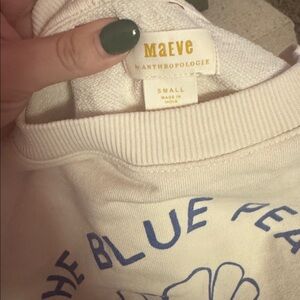 MAEVE
BY ANTHROPOLOGIE
SMALL
MADE IN
INDIA
THE BLUE PEA